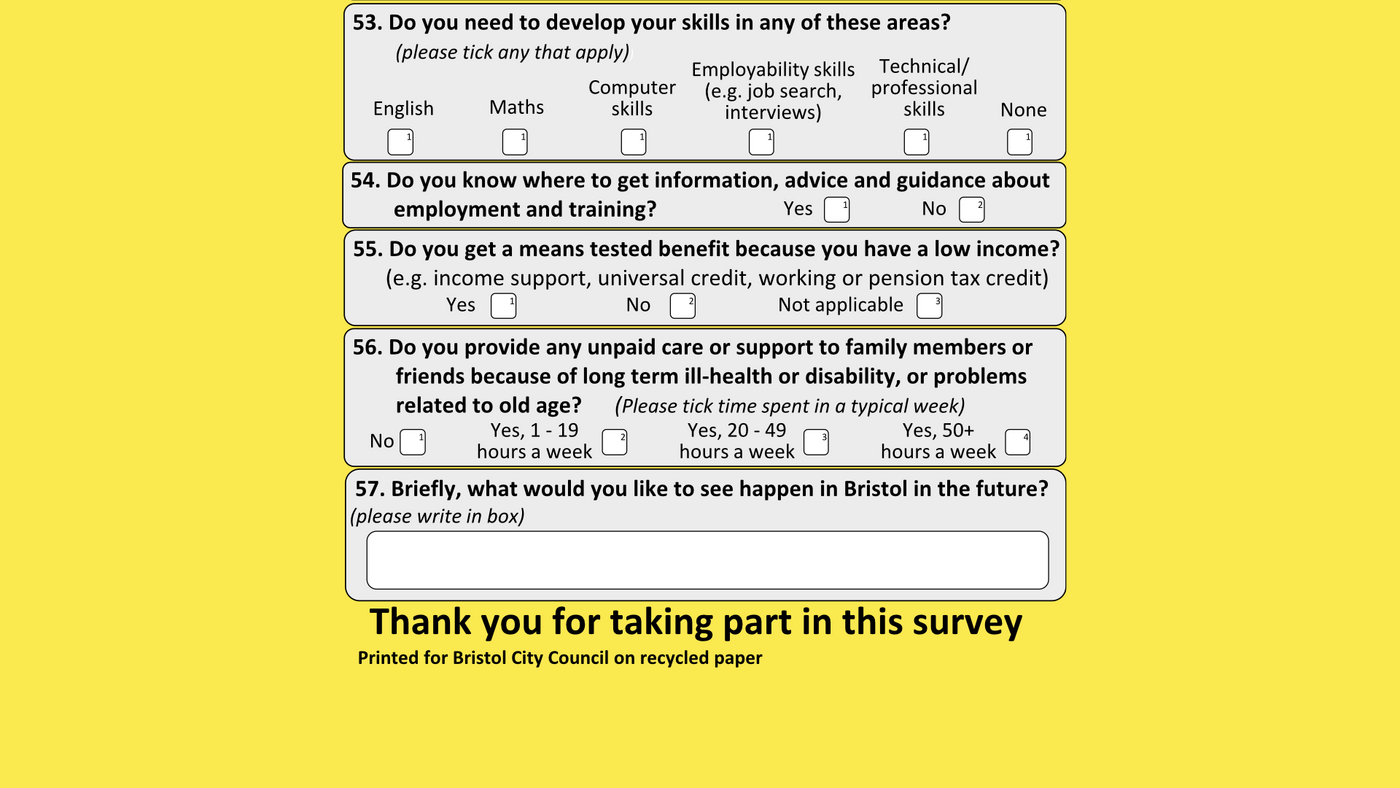 53. Do you need to develop your skills in any of these areas?
(please tick any that apply)
English
Maths
Computer
skills
Employability skills
(e.g. job search,
interviews)
Technical/
professional
skills
None
1 1 1 1 1 1
54. Do you know where to get information, advice and guidance about
employment and training? Yes 1 No 2
55. Do you get a means tested benefit because you have a low income?
(e.g. income support, universal credit, working or pension tax credit)
Yes 1 No 2 Not applicable 3
56. Do you provide any unpaid care or support to family members or
friends because of long term ill-health or disability, or problems
related to old age? (Please tick time spent in a typical week)
No 1
Yes, 1 - 19
hours a week 2
Yes, 20 - 49
hours a week 3
Yes, 50+
hours a week 4
57. Briefly, what would you like to see happen in Bristol in the future?
(please write in box)
Thank you for taking part in this survey
Printed for Bristol City Council on recycled paper